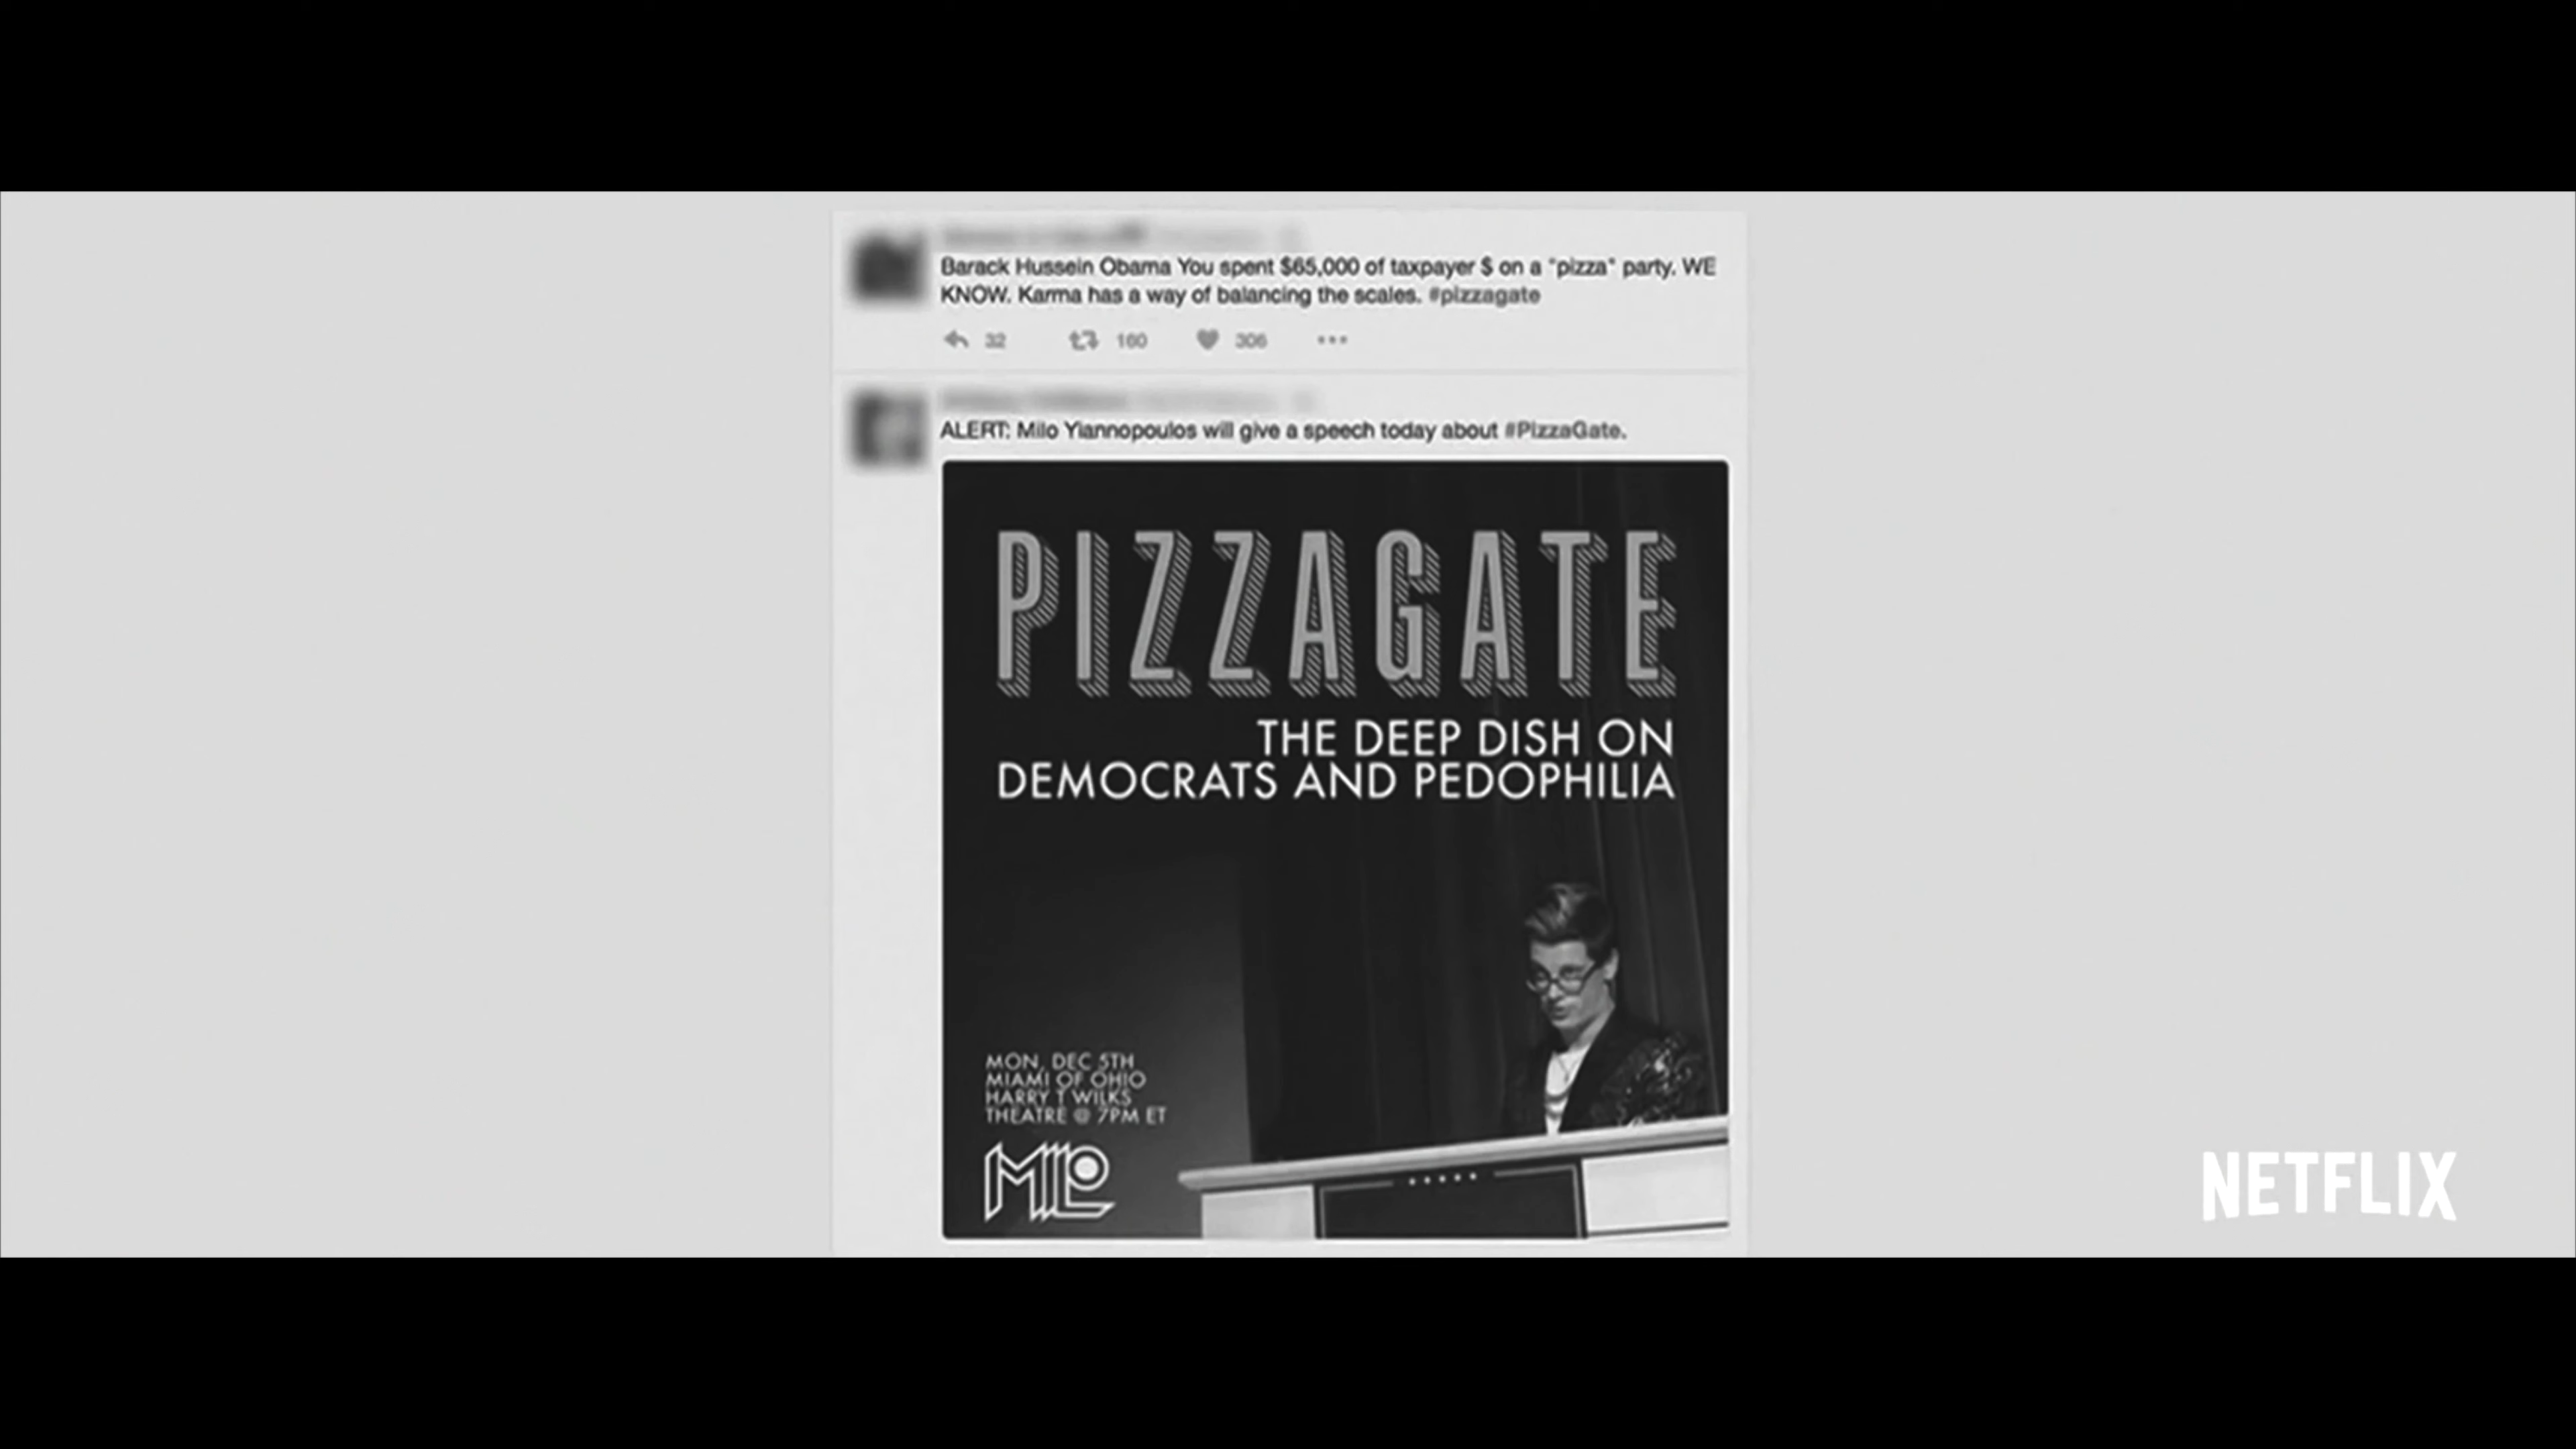 Barack Hussein Obama You spent $65,000 of taxpayer $ on a "pizza" party. WE
KNOW. Karma has a way of balancing the scales. #pizzagate
32 160 306
ALERT: Milo Yiannopoulos will give a speech today about #PizzaGate.
PIZZAGATE
THE DEEP DISH ON
DEMOCRATS AND PEDOPHILIA
MON, DEC 5TH
MIAMI OF OHIO
HARRY T WILKS
THEATRE @ 7PM ET
MILO
NETFLIX